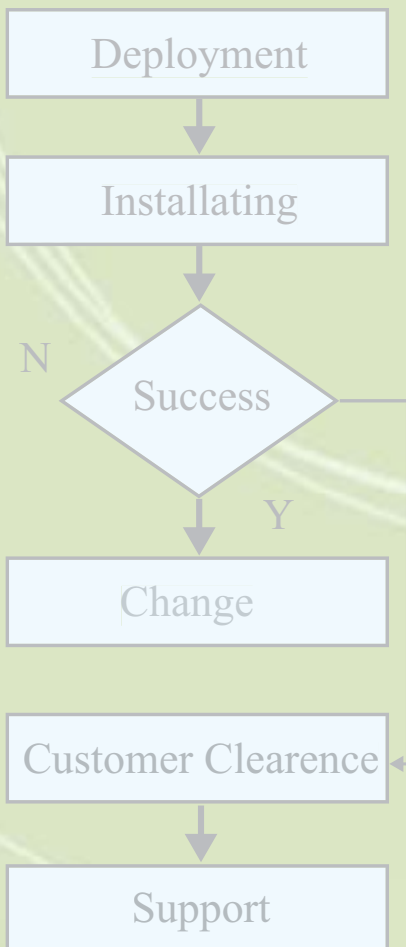 Deployment
Installating
N
Success
Y
Change
Customer Clearence
Support